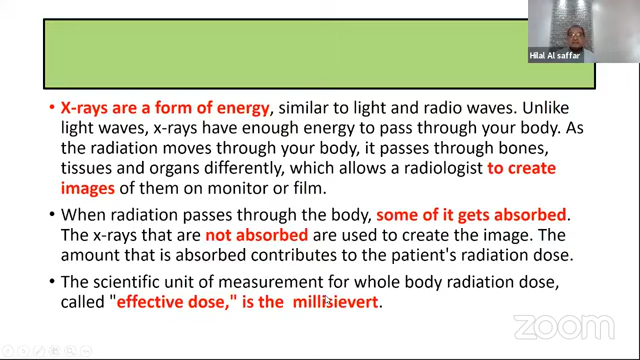 Hilal Al saffar
• X-rays are a form of energy, similar to light and radio waves. Unlike
light waves, x-rays have enough energy to pass through your body. As
the radiation moves through your body, it passes through bones,
tissues and organs differently, which allows a radiologist to create
images of them on monitor or film.
• When radiation passes through the body, some of it gets absorbed.
The x-rays that are not absorbed are used to create the image. The
amount that is absorbed contributes to the patient's radiation dose.
• The scientific unit of measurement for whole body radiation dose,
called "effective dose," is the millisievert.
zoom